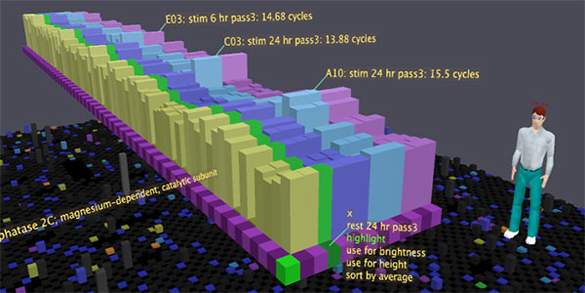 E03: stim 6 hr pass3: 14.68 cycles
C03: stim 24 hr pass3: 13.88 cycles
A10: stim 24 hr pass3: 15.5 cycles
phatase 2C, magnesium-dependent, catalytic subunit
x
rest 24 hr pass3
highlight
use for brightness
use for height
sort by average